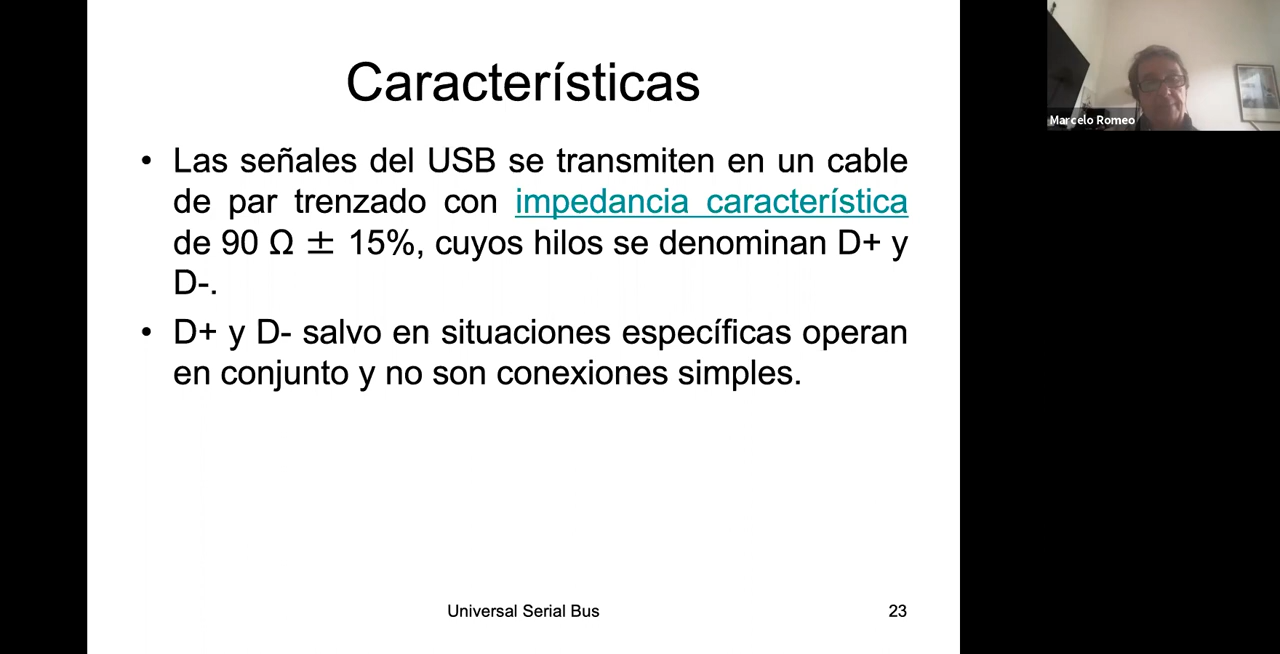 Características
• Las señales del USB se transmiten en un cable
de par trenzado con impedancia característica
de 90 Ω ± 15%, cuyos hilos se denominan D+ y
D-.
• D+ y D- salvo en situaciones específicas operan
en conjunto y no son conexiones simples.
Universal Serial Bus
23
Marcelo Romeo